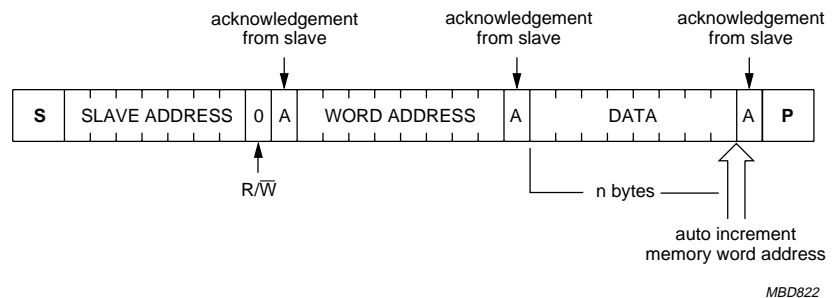 acknowledgement
from slave
acknowledgement
from slave
acknowledgement
from slave
S SLAVE ADDRESS 0 A WORD ADDRESS A DATA A P
R/W̅
n bytes
auto increment
memory word address
MBD822